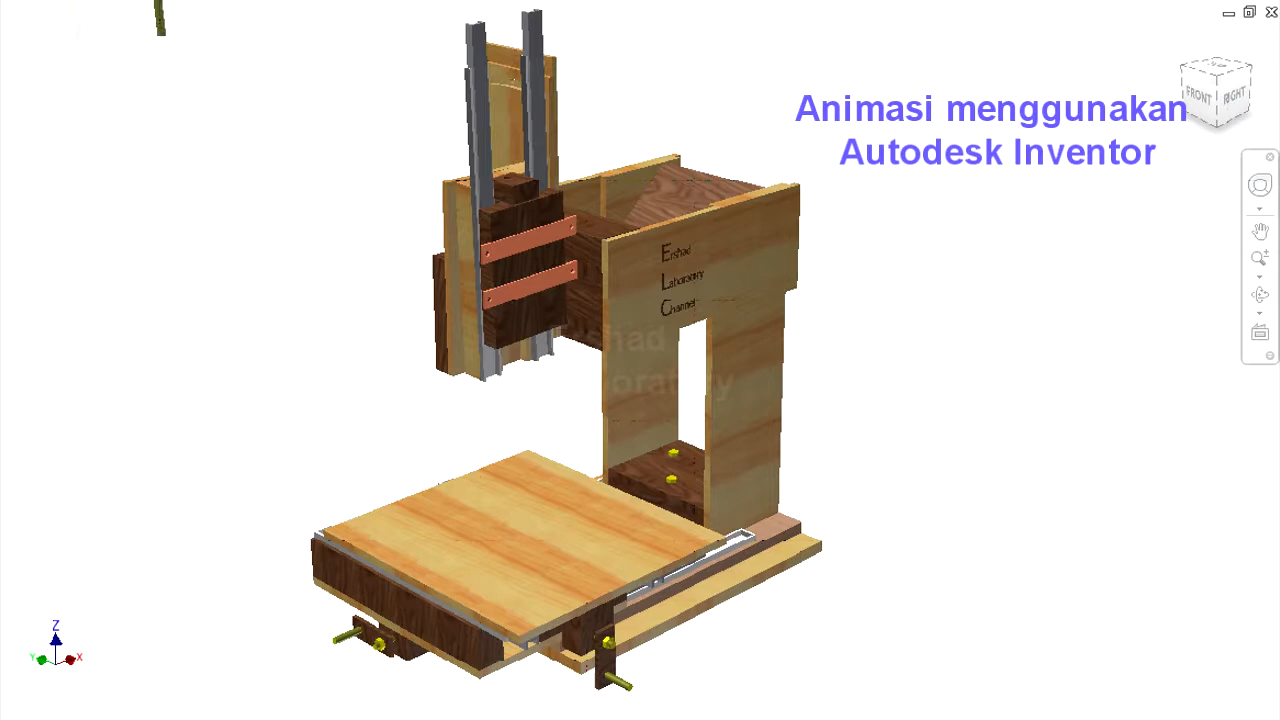 Animasi menggunakan
Autodesk Inventor
FRONT RIGHT
Ershad
Laboratory
Channel
Z
Y X